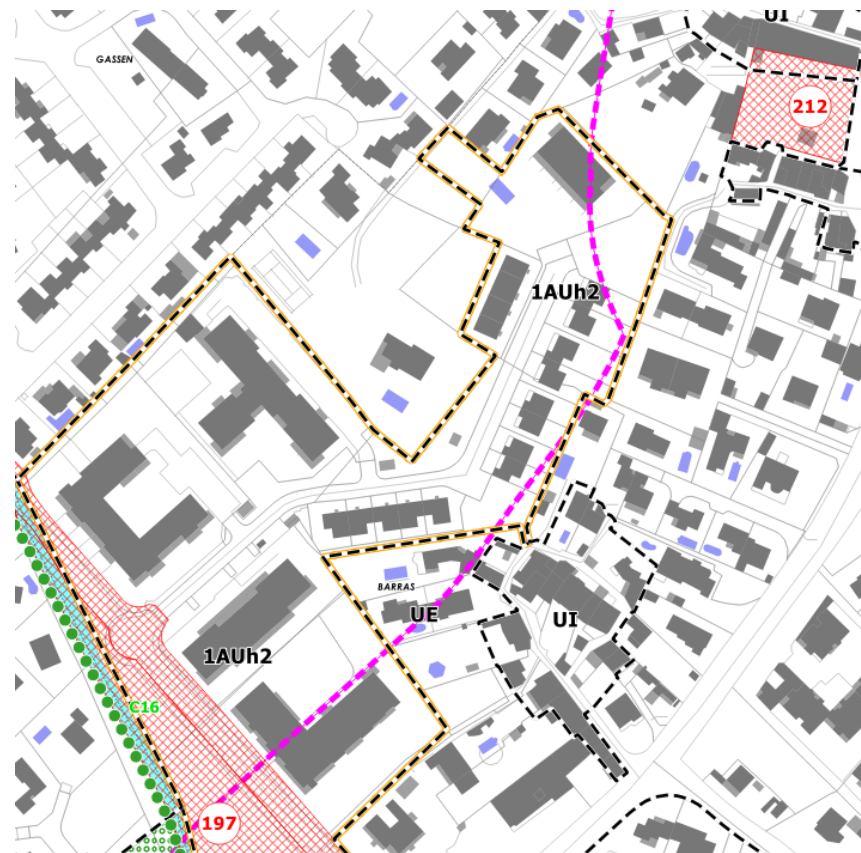 UI
GASSEN
212
1AUh2
BARRAS
UE
UI
1AUh2
C16
197